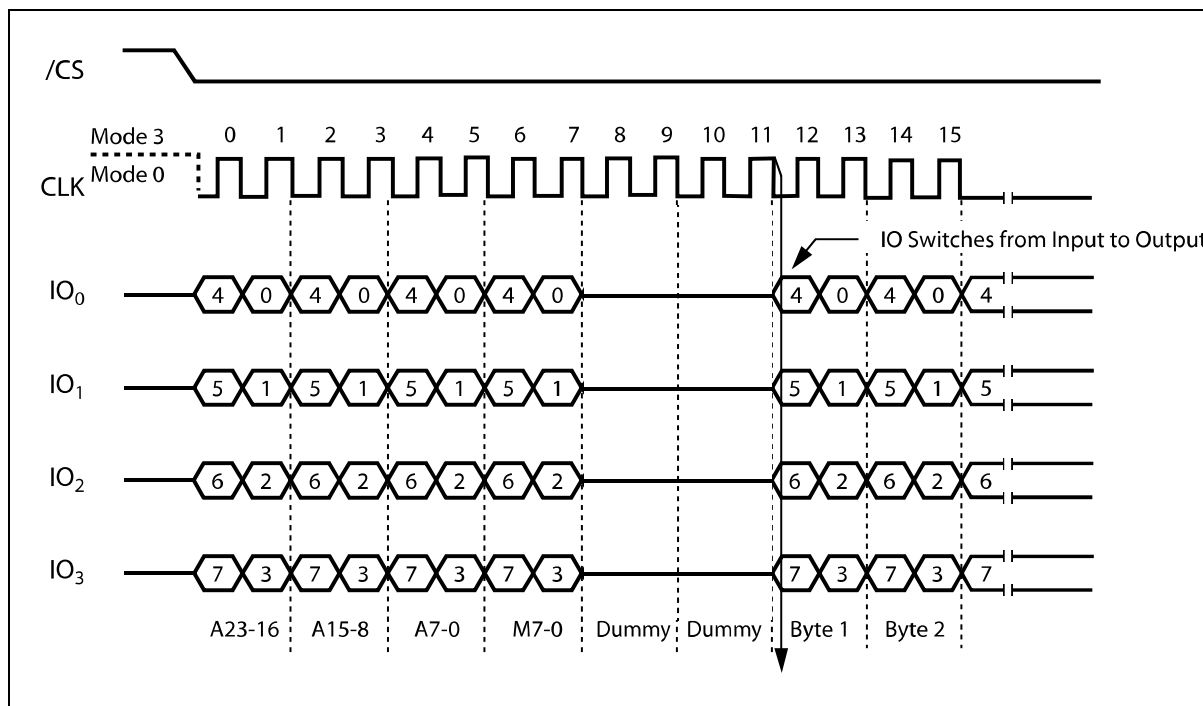 /CS
Mode 3
0 1 2 3 4 5 6 7 8 9 10 11 12 13 14 15
Mode 0
CLK
IO Switches from Input to Output
IO0 4 0 4 0 4 0 4 0 4 0 4 0 4
IO1 5 1 5 1 5 1 5 1 5 1 5 1 5
IO2 6 2 6 2 6 2 6 2 6 2 6 2 6
IO3 7 3 7 3 7 3 7 3 7 3 7 3 7
A23-16 A15-8 A7-0 M7-0 Dummy Dummy Byte 1 Byte 2